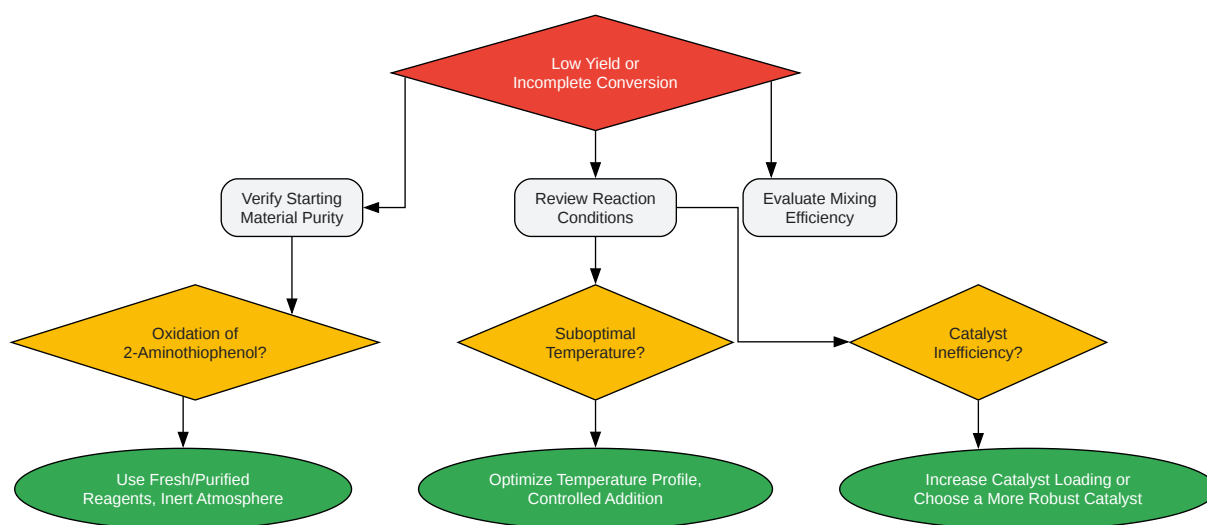 Low Yield or
Incomplete Conversion
Verify Starting
Material Purity
Review Reaction
Conditions
Evaluate Mixing
Efficiency
Oxidation of
2-Aminothiophenol?
Suboptimal
Temperature?
Catalyst
Inefficiency?
Use Fresh/Purified
Reagents, Inert Atmosphere
Optimize Temperature Profile,
Controlled Addition
Increase Catalyst Loading or
Choose a More Robust Catalyst